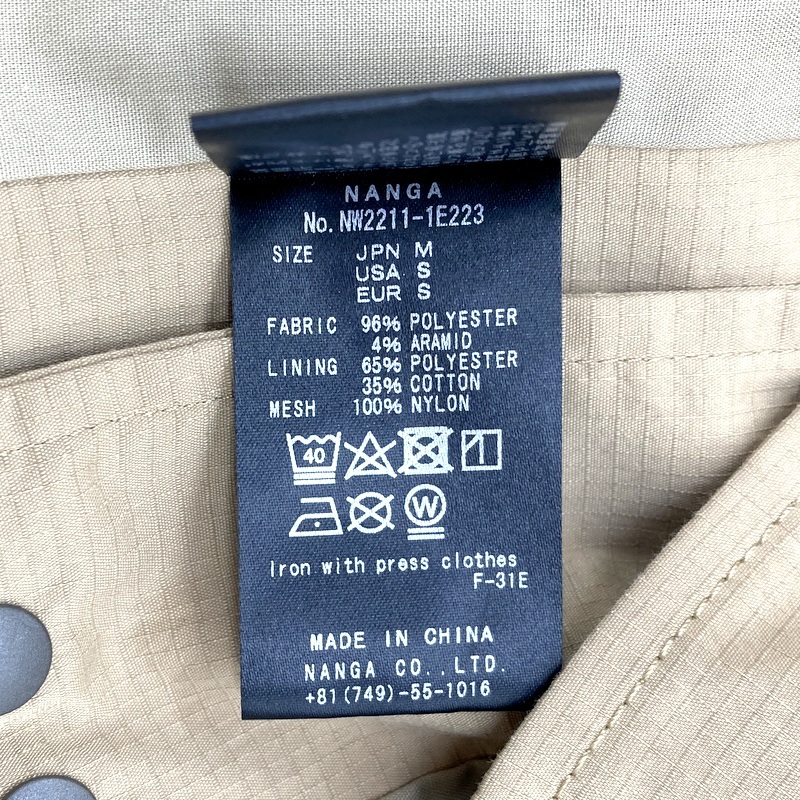 NANGA
No. NW2211-1E223
SIZE JPN M
USA S
EUR S
FABRIC 96% POLYESTER
4% ARAMID
LINING 65% POLYESTER
35% COTTON
MESH 100% NYLON
40
W
Iron with press clothes
F-31E
MADE IN CHINA
NANGA CO.,LTD.
+81(749)-55-1016